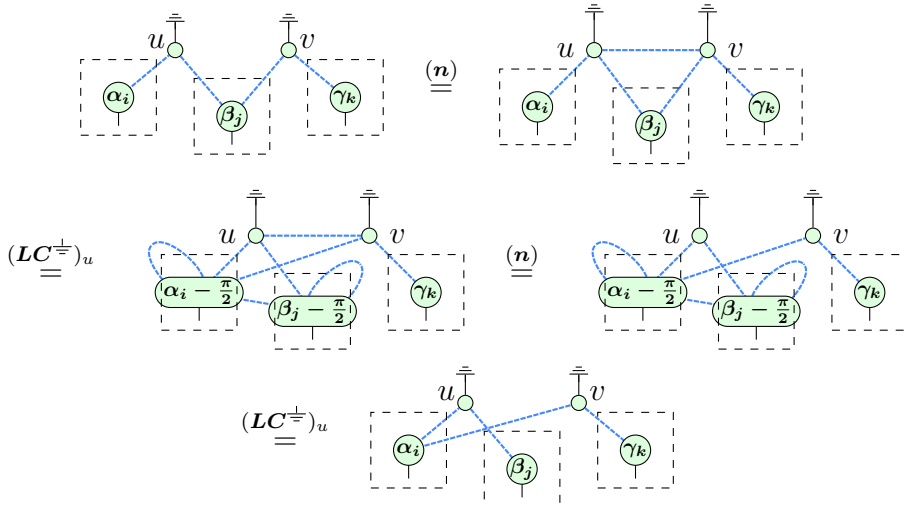 u v (n) u v
α_i β_j γ_k = α_i β_j γ_k
(LC^⏚)_u u v (n) u v
= α_i − π/2 β_j − π/2 γ_k = α_i − π/2 β_j − π/2 γ_k
(LC^⏚)_u u v
= α_i β_j γ_k